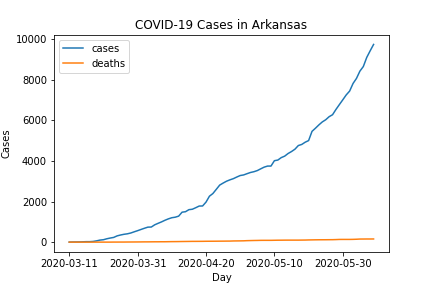 COVID-19 Cases in Arkansas
10000
8000
6000
4000
2000
0
Cases
cases
deaths
2020-03-11 2020-03-31 2020-04-20 2020-05-10 2020-05-30
Day